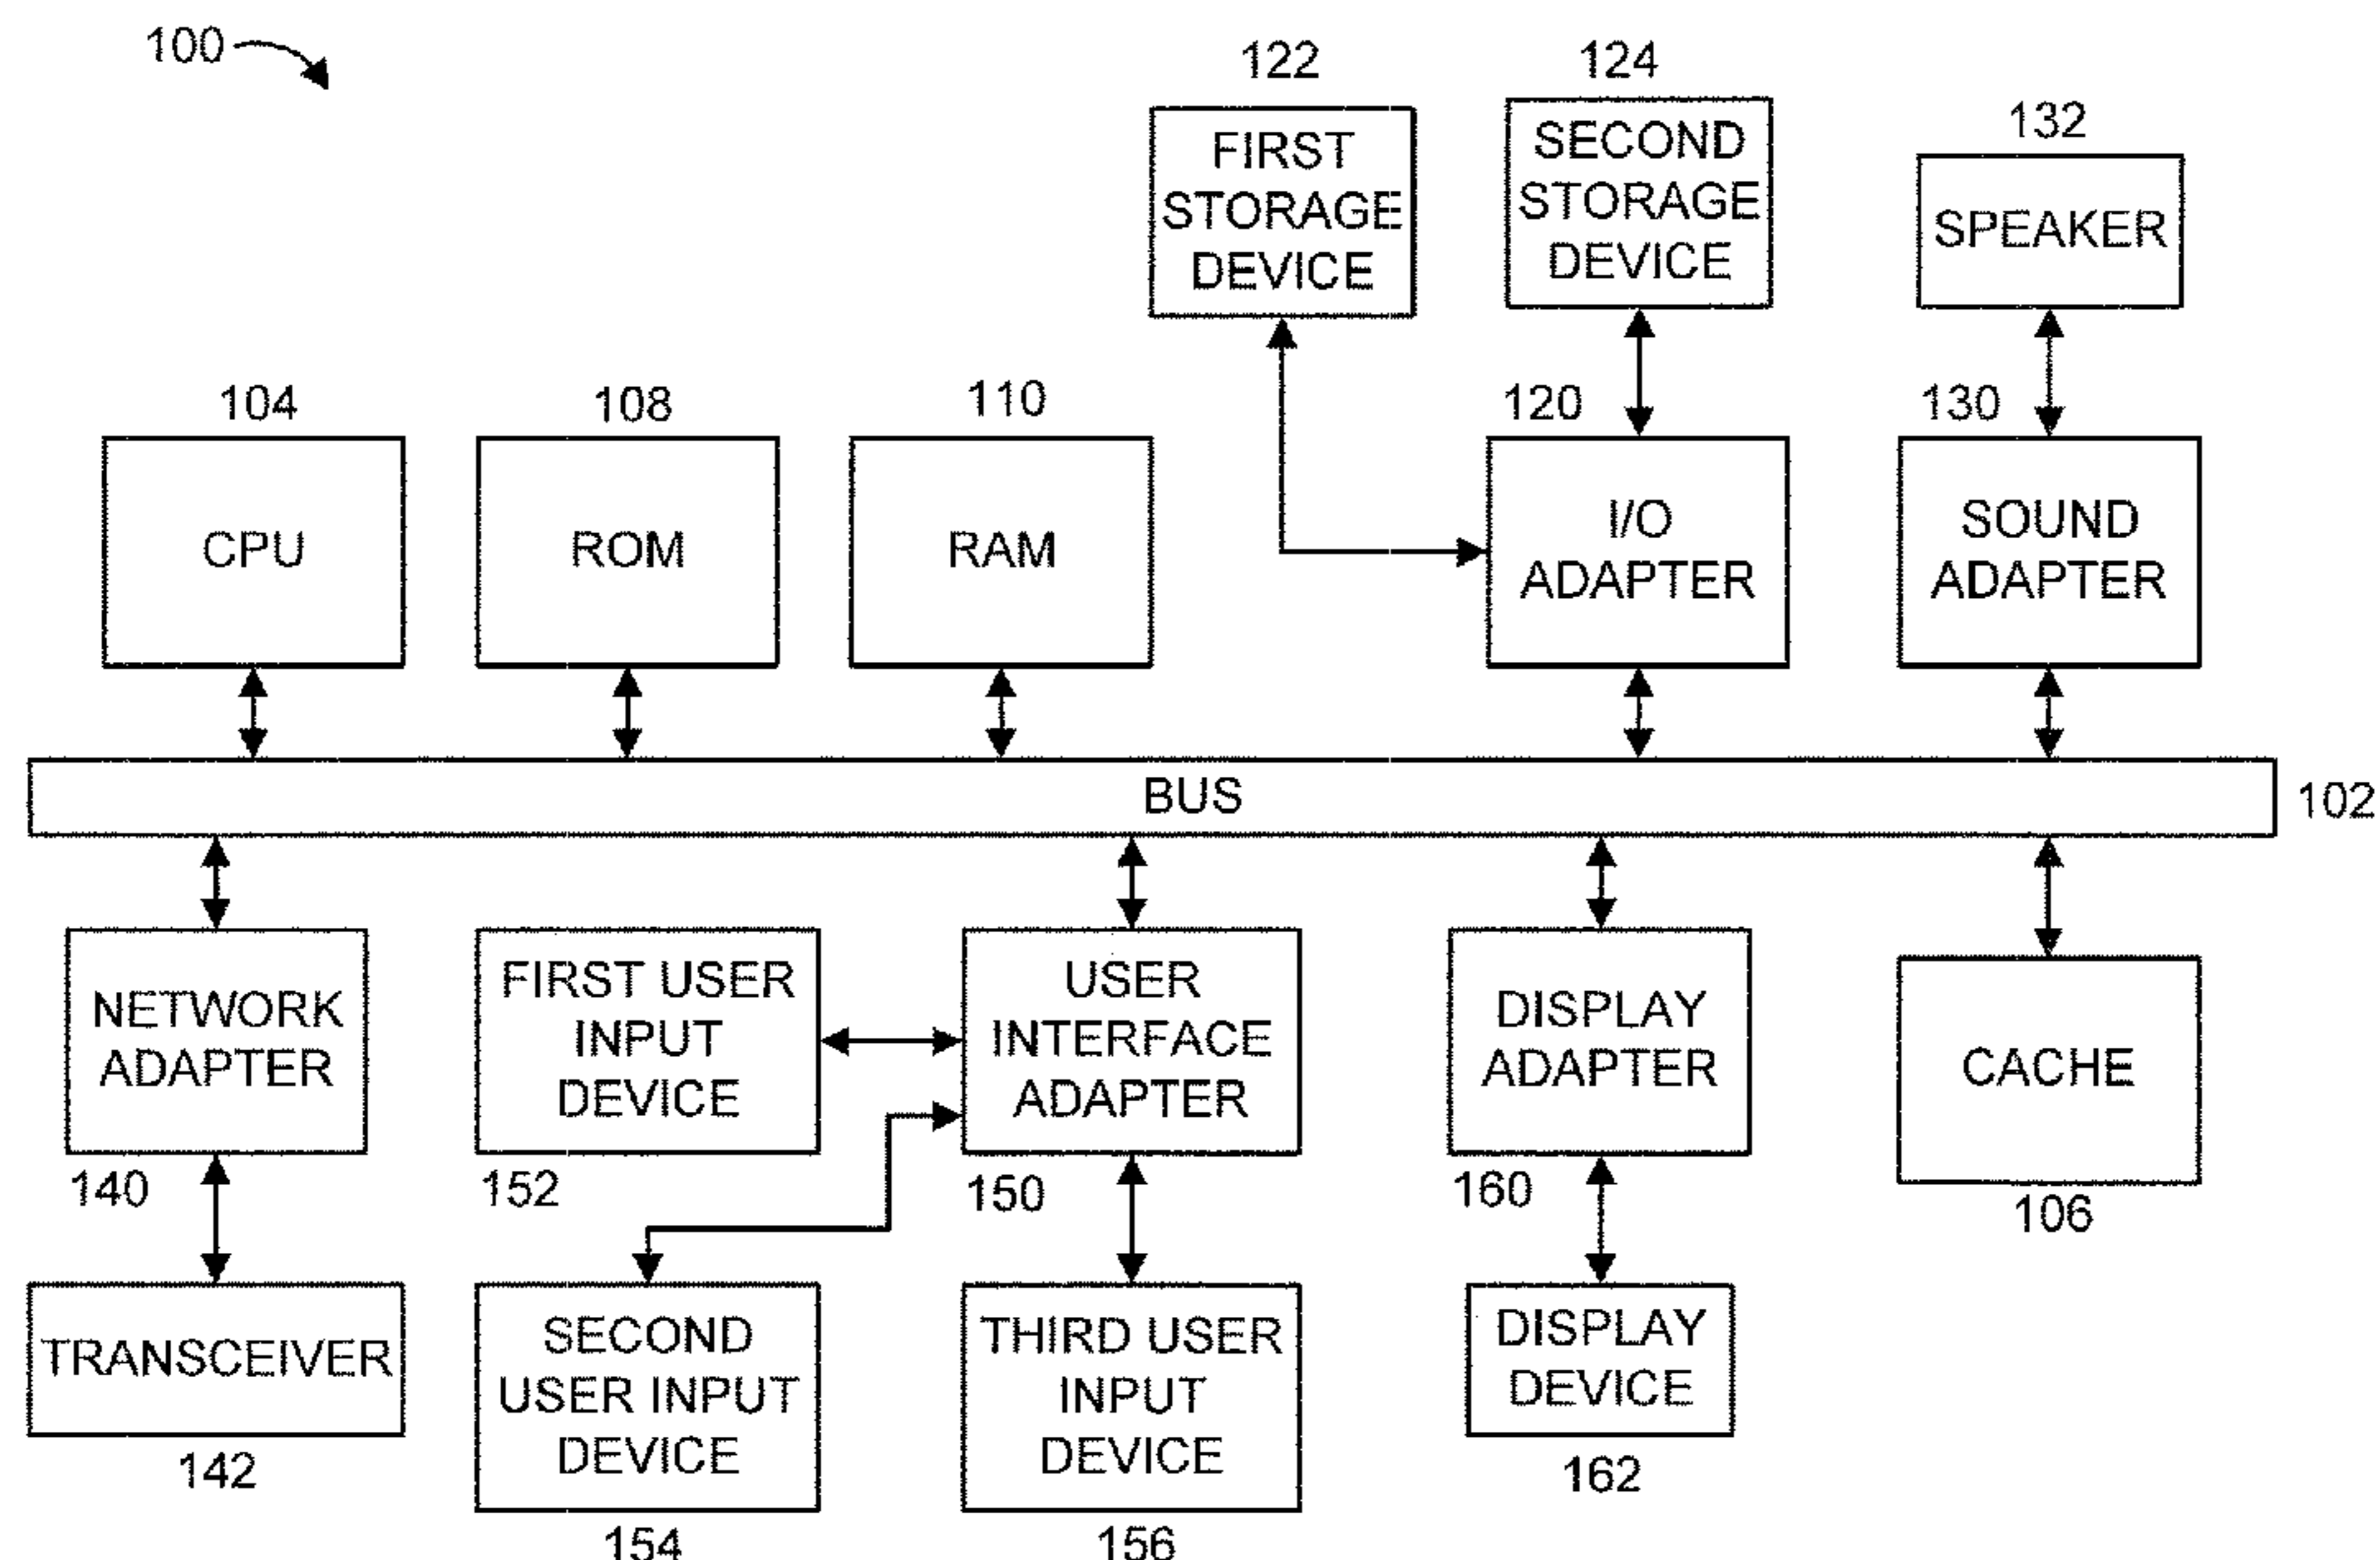 100
122
124
132
FIRST
STORAGE
DEVICE
SECOND
STORAGE
DEVICE
SPEAKER
104
108
110
120
130
CPU
ROM
RAM
I/O
ADAPTER
SOUND
ADAPTER
BUS
102
NETWORK
ADAPTER
FIRST USER
INPUT
DEVICE
USER
INTERFACE
ADAPTER
DISPLAY
ADAPTER
CACHE
140
152
150
160
106
TRANSCEIVER
SECOND
USER INPUT
DEVICE
THIRD USER
INPUT
DEVICE
DISPLAY
DEVICE
142
154
156
162